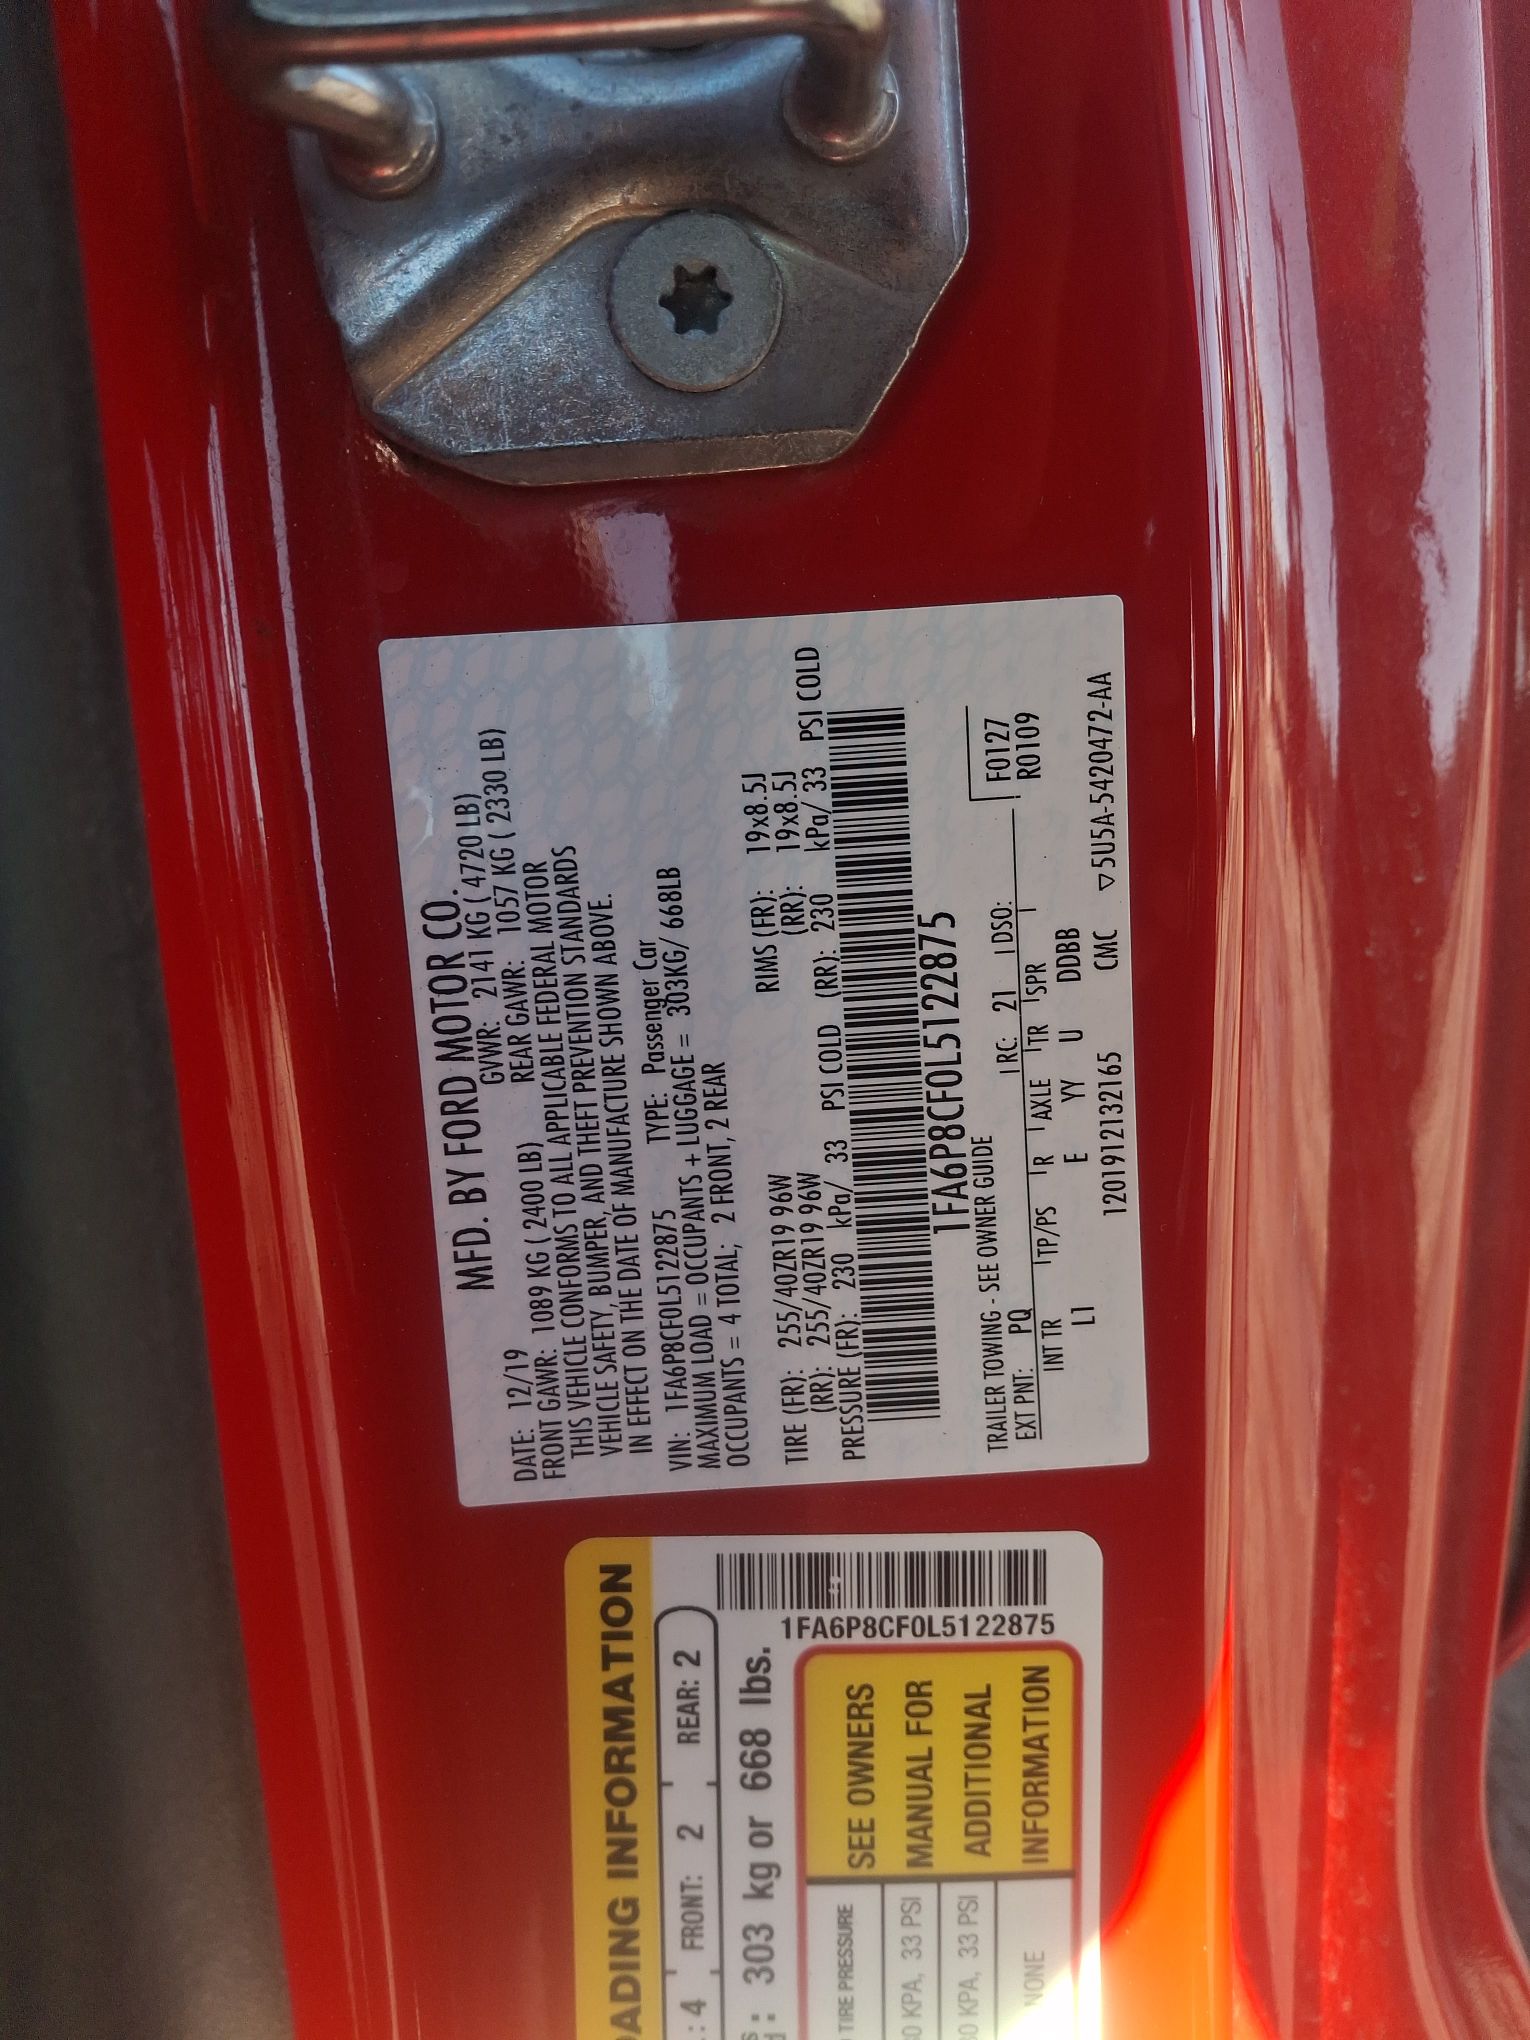 MFD. BY FORD MOTOR CO.
DATE: 12/19 GVWR: 2141 KG ( 4720 LB)
FRONT GAWR: 1089 KG ( 2400 LB) REAR GAWR: 1057 KG ( 2330 LB)
THIS VEHICLE CONFORMS TO ALL APPLICABLE FEDERAL MOTOR
VEHICLE SAFETY, BUMPER, AND THEFT PREVENTION STANDARDS
IN EFFECT ON THE DATE OF MANUFACTURE SHOWN ABOVE.
VIN: 1FA6P8CF0L5122875 TYPE: Passenger Car
MAXIMUM LOAD = OCCUPANTS + LUGGAGE = 303KG/ 668LB
OCCUPANTS = 4 TOTAL; 2 FRONT, 2 REAR
TIRE (FR): 255/40ZR19 96W RIMS (FR): 19x8.5J
(RR): 255/40ZR19 96W (RR): 19x8.5J
PRESSURE (FR): 230 kPa/ 33 PSI COLD (RR): 230 kPa/ 33 PSI COLD
1FA6P8CF0L5122875
TRAILER TOWING - SEE OWNER GUIDE F0127
EXT PNT: PQ RC: 21 DSO: R0109
INT TR TP/PS R AXLE TR SPR
L1 E YY U DDBB
120191213216​5 CMC ▽5U5A-5420472-AA
ADING INFORMATION
: 4 FRONT: 2 REAR: 2
303 kg or 668 lbs.
1FA6P8CF0L5122875
TIRE PRESSURE
0 KPA, 33 PSI
0 KPA, 33 PSI
NONE
SEE OWNERS
MANUAL FOR
ADDITIONAL
INFORMATION